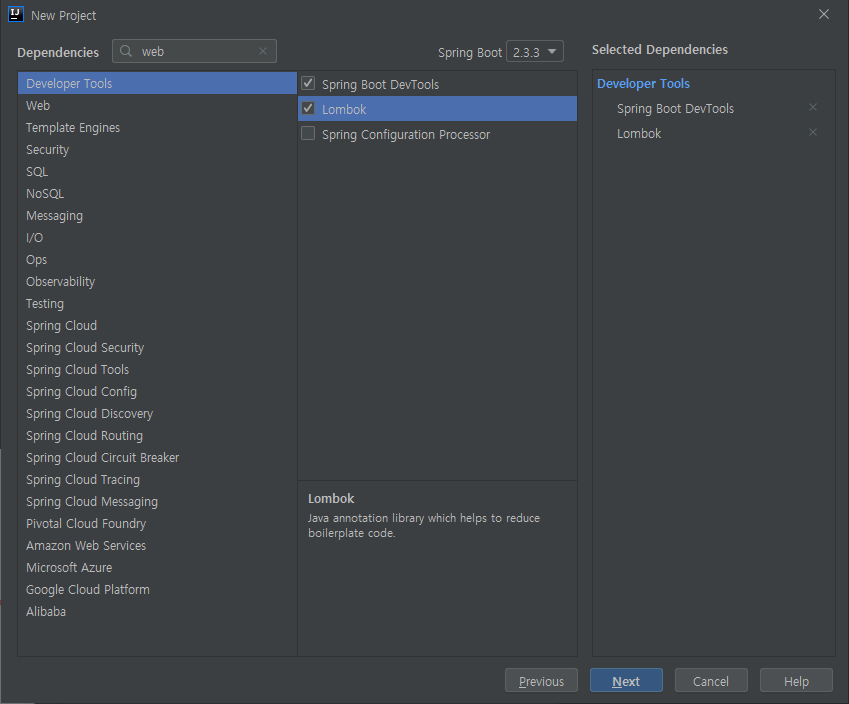 New Project
Dependencies
web
Spring Boot 2.3.3
Selected Dependencies
Developer Tools
Web
Template Engines
Security
SQL
NoSQL
Messaging
I/O
Ops
Observability
Testing
Spring Cloud
Spring Cloud Security
Spring Cloud Tools
Spring Cloud Config
Spring Cloud Discovery
Spring Cloud Routing
Spring Cloud Circuit Breaker
Spring Cloud Tracing
Spring Cloud Messaging
Pivotal Cloud Foundry
Amazon Web Services
Microsoft Azure
Google Cloud Platform
Alibaba
Spring Boot DevTools
Lombok
Spring Configuration Processor
Lombok
Java annotation library which helps to reduce
boilerplate code.
Developer Tools
Spring Boot DevTools
Lombok
Previous
Next
Cancel
Help